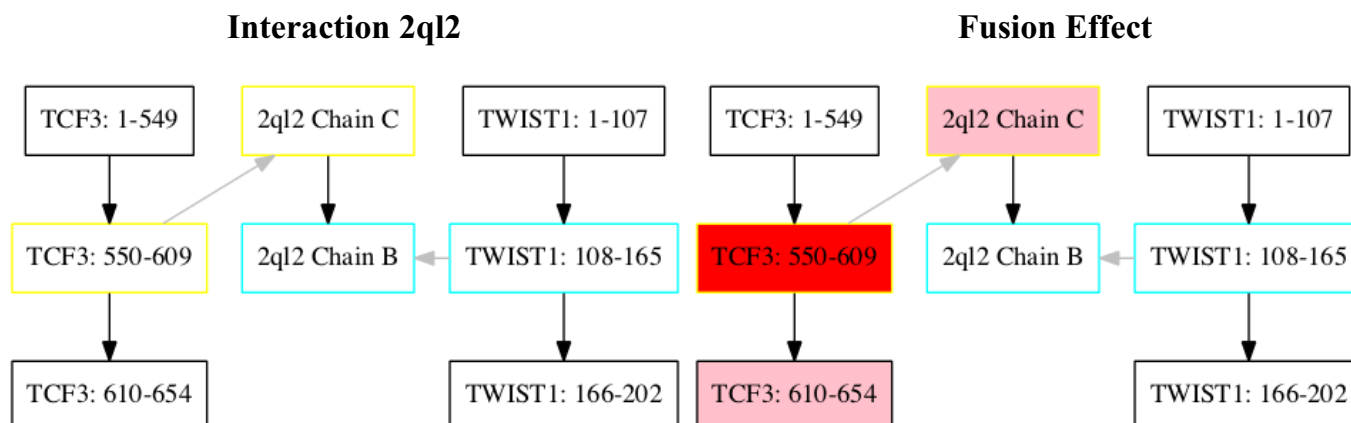 Interaction 2ql2
Fusion Effect
TCF3: 1-549
2ql2 Chain C
TWIST1: 1-107
TCF3: 1-549
2ql2 Chain C
TWIST1: 1-107
TCF3: 550-609
2ql2 Chain B
TWIST1: 108-165
TCF3: 550-609
2ql2 Chain B
TWIST1: 108-165
TCF3: 610-654
TWIST1: 166-202
TCF3: 610-654
TWIST1: 166-202